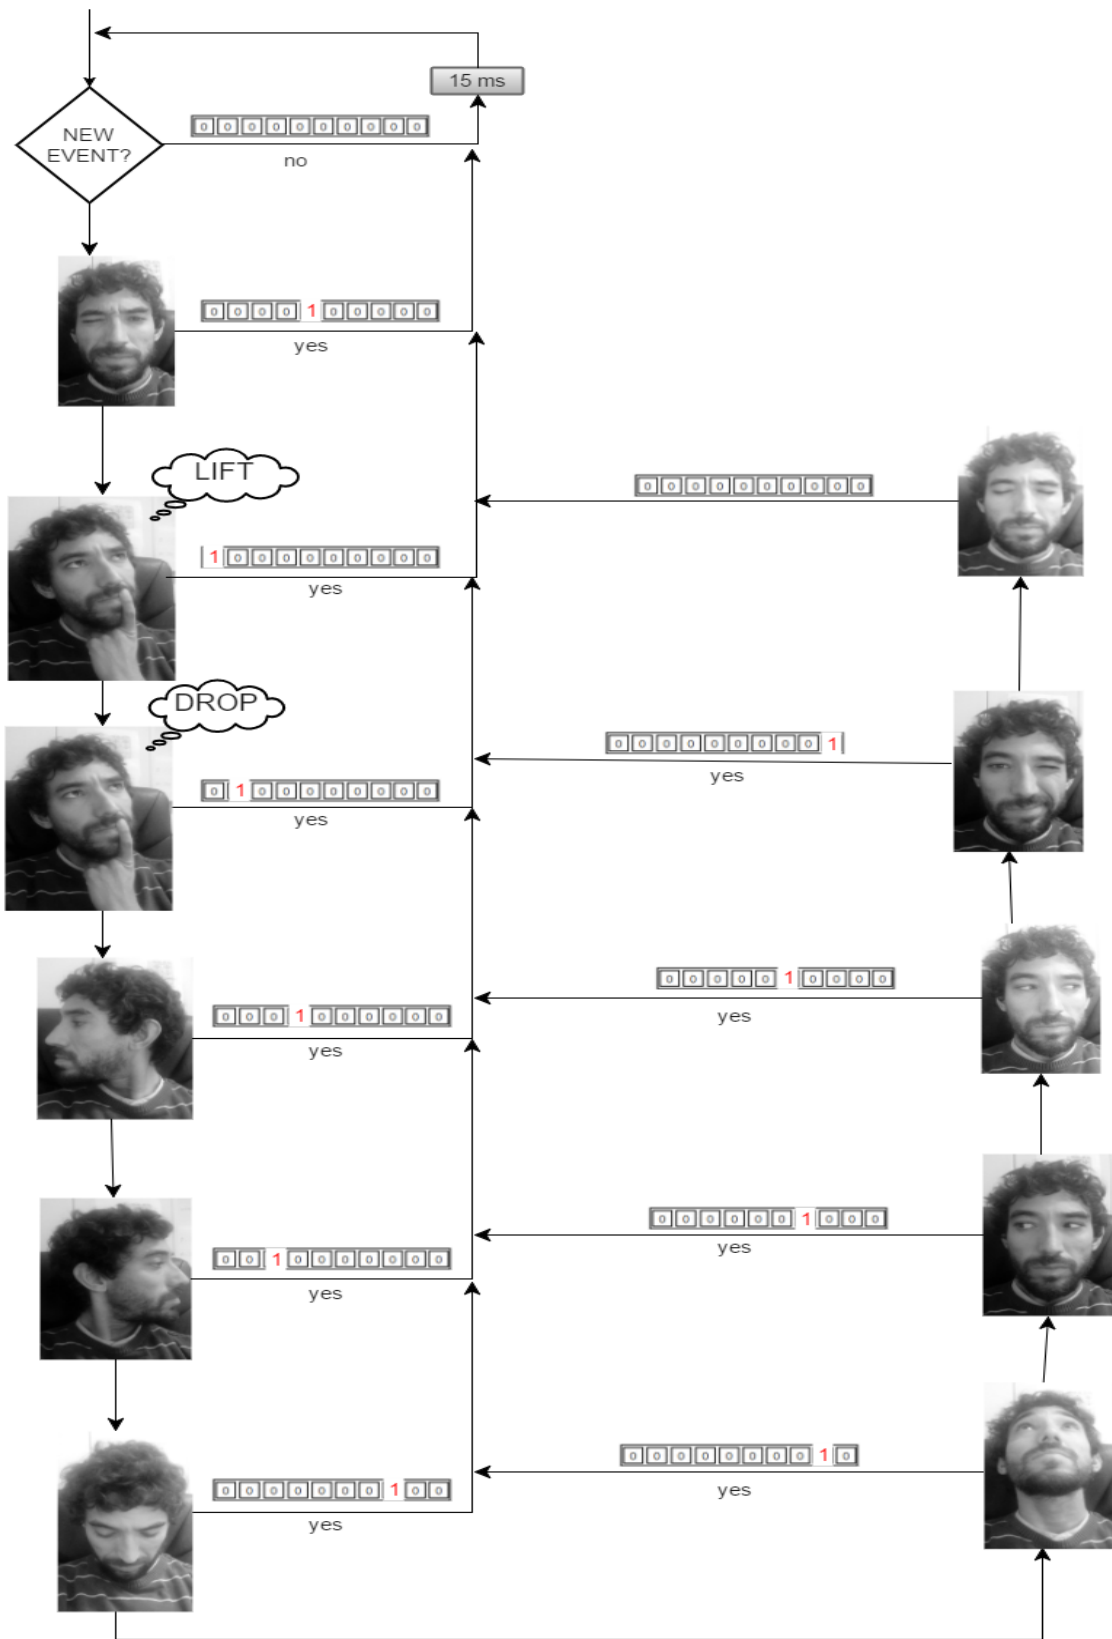 15 ms
NEW
EVENT?
0 0 0 0 0 0 0 0 0 0
no
0 0 0 0 1 0 0 0 0 0
yes
LIFT
0 0 0 0 0 0 0 0 0 0
1 0 0 0 0 0 0 0 0 0
yes
DROP
0 0 0 0 0 0 0 0 0 1
yes
0 1 0 0 0 0 0 0 0 0
yes
0 0 0 0 0 1 0 0 0 0
yes
0 0 0 1 0 0 0 0 0 0
yes
0 0 0 0 0 0 1 0 0 0
yes
0 0 1 0 0 0 0 0 0 0
yes
0 0 0 0 0 0 0 0 1 0
yes
0 0 0 0 0 0 0 1 0 0
yes